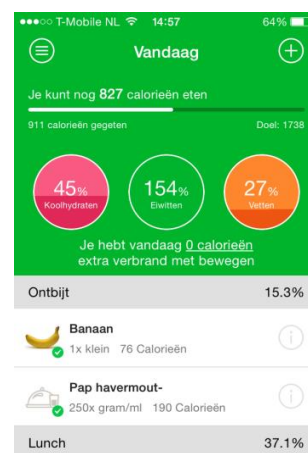 T-Mobile NL 14:57 64%
Vandaag
Je kunt nog 827 calorieën eten
911 calorieën gegeten Doel: 1738
45% 154% 27%
Koolhydraten Eiwitten Vetten
Je hebt vandaag 0 calorieën
extra verbrand met bewegen
Ontbijt 15.3%
Banaan
1x klein 76 Calorieën
Pap havermout-
250x gram/ml 190 Calorieën
Lunch 37.1%